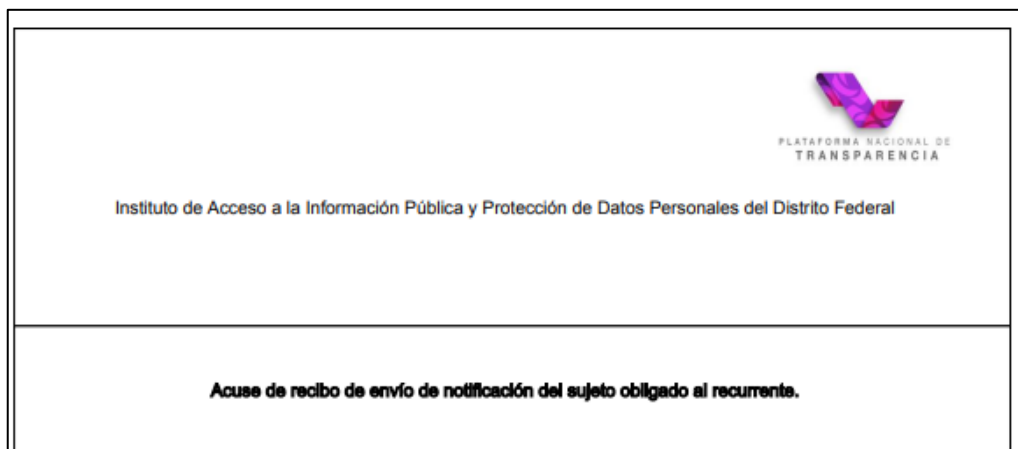 PLATAFORMA NACIONAL DE
TRANSPARENCIA
Instituto de Acceso a la Información Pública y Protección de Datos Personales del Distrito Federal
Acuse de recibo de envío de notificación del sujeto obligado al recurrente.